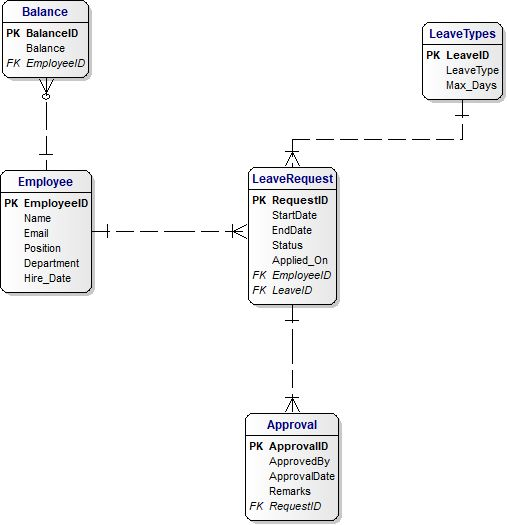 Balance
PK BalanceID
Balance
FK EmployeeID
LeaveTypes
PK LeaveID
LeaveType
Max_Days
Employee
PK EmployeeID
Name
Email
Position
Department
Hire_Date
LeaveRequest
PK RequestID
StartDate
EndDate
Status
Applied_On
FK EmployeeID
FK LeaveID
Approval
PK ApprovalID
ApprovedBy
ApprovalDate
Remarks
FK RequestID